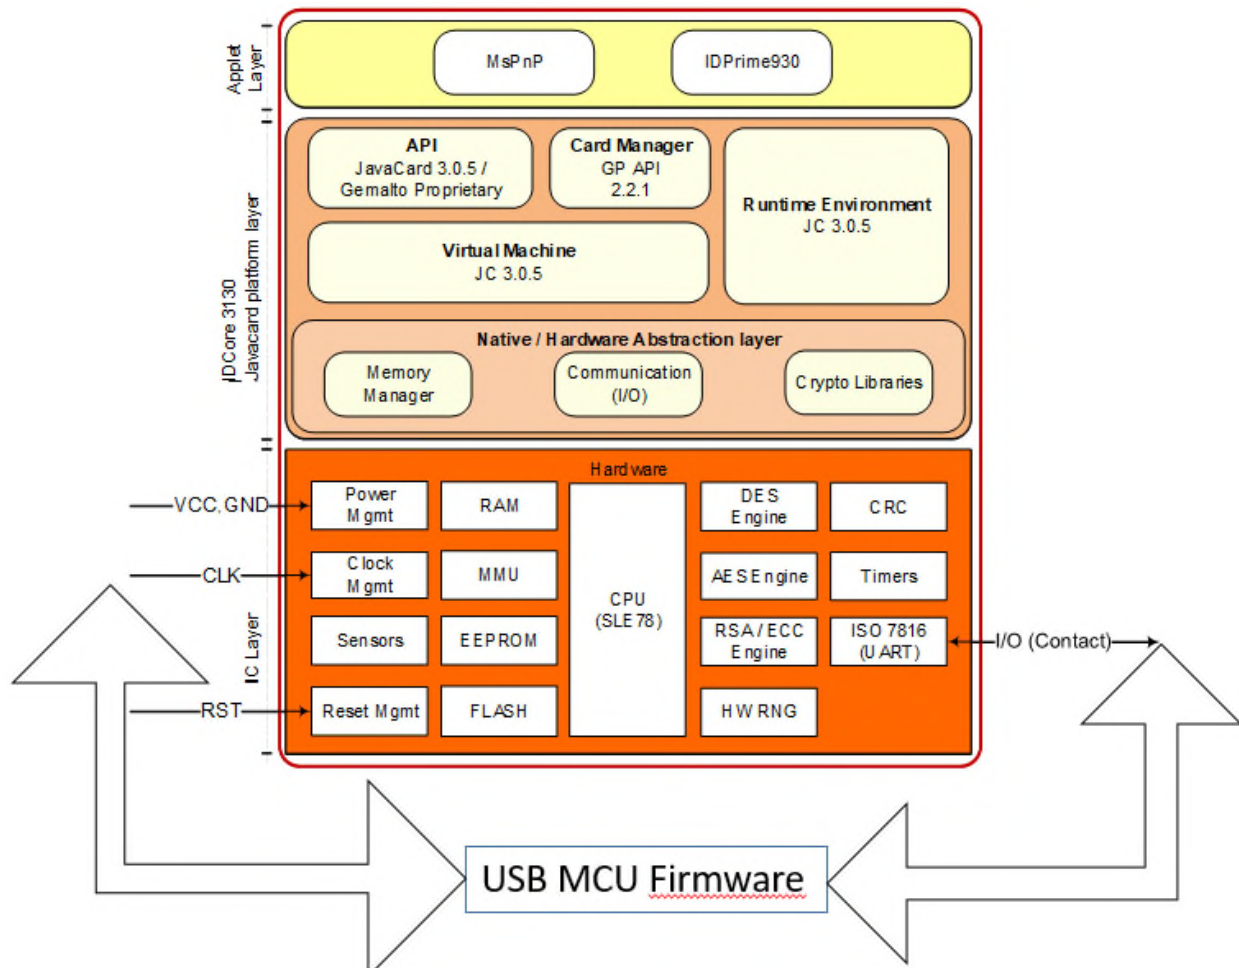 Applet
Layer
MsPnP
IDPrime930
IDCore 3130
Javacard platform layer
API
JavaCard 3.0.5 /
Gemalto Proprietary
Card Manager
GP API
2.2.1
Runtime Environment
JC 3.0.5
Virtual Machine
JC 3.0.5
Native / Hardware Abstraction layer
Memory
Manager
Communication
(I/O)
Crypto Libraries
IC Layer
Hardware
VCC, GND
Power
Mgmt
RAM
CPU
(SLE78)
DES
Engine
CRC
CLK
Clock
Mgmt
MMU
AES Engine
Timers
Sensors
EEPROM
RSA / ECC
Engine
ISO 7816
(UART)
I/O (Contact)
RST
Reset Mgmt
FLASH
HW RNG
USB MCU Firmware